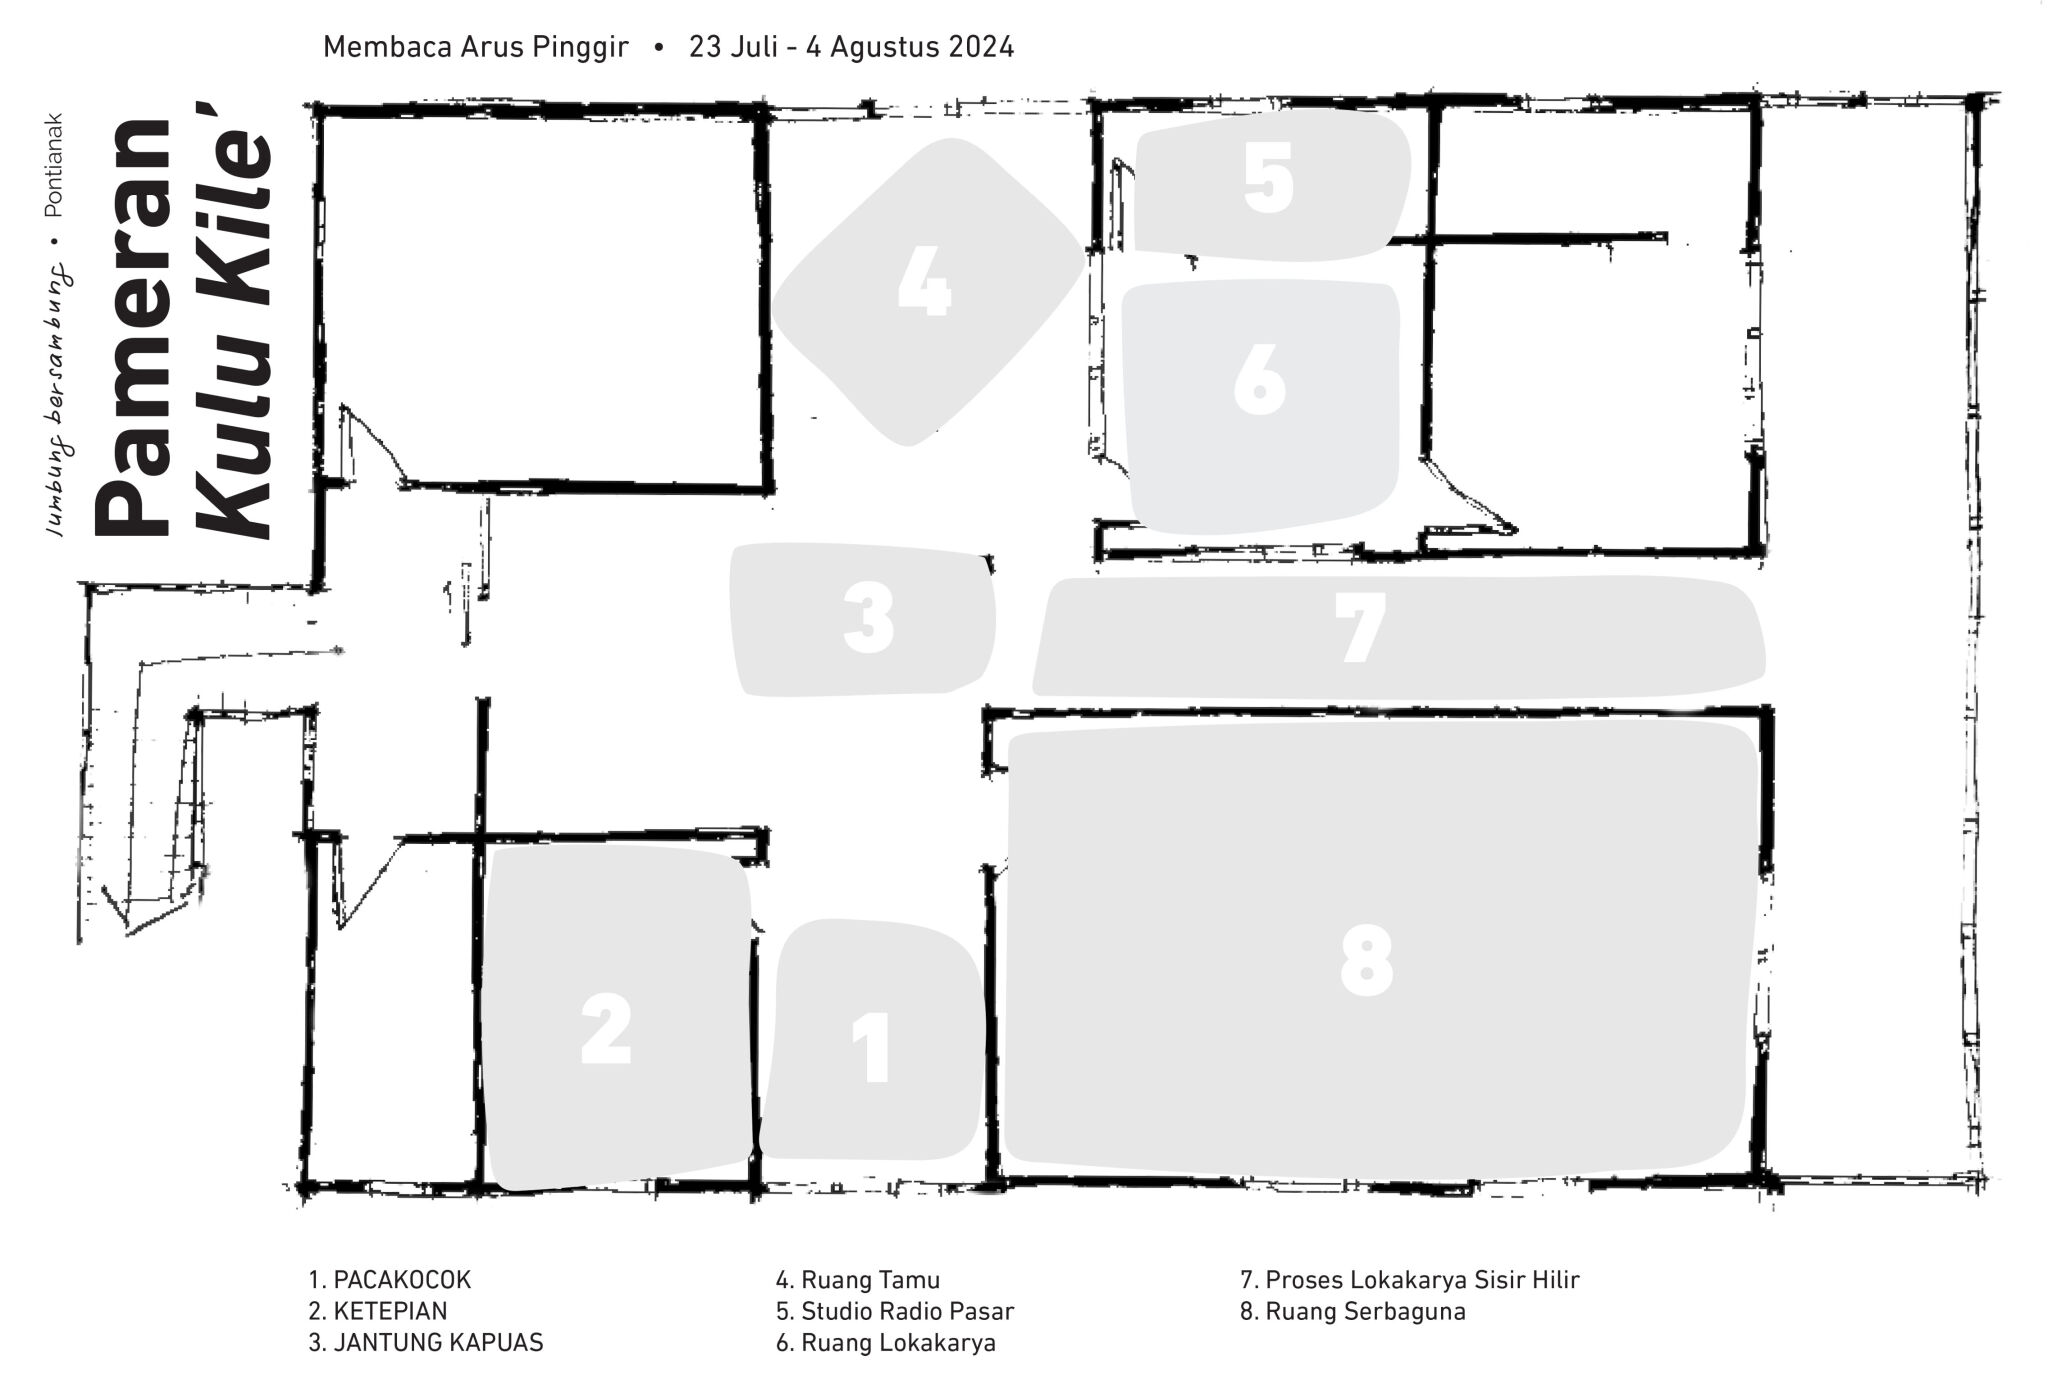 Membaca Arus Pinggir • 23 Juli - 4 Agustus 2024
Jumbung bersambung • Pontianak
Pameran
Kulu Kile'
5
4
6
3
7
8
2
1
1. PACAKOCOK
2. KETEPIAN
3. JANTUNG KAPUAS
4. Ruang Tamu
5. Studio Radio Pasar
6. Ruang Lokakarya
7. Proses Lokakarya Sisir Hilir
8. Ruang Serbaguna